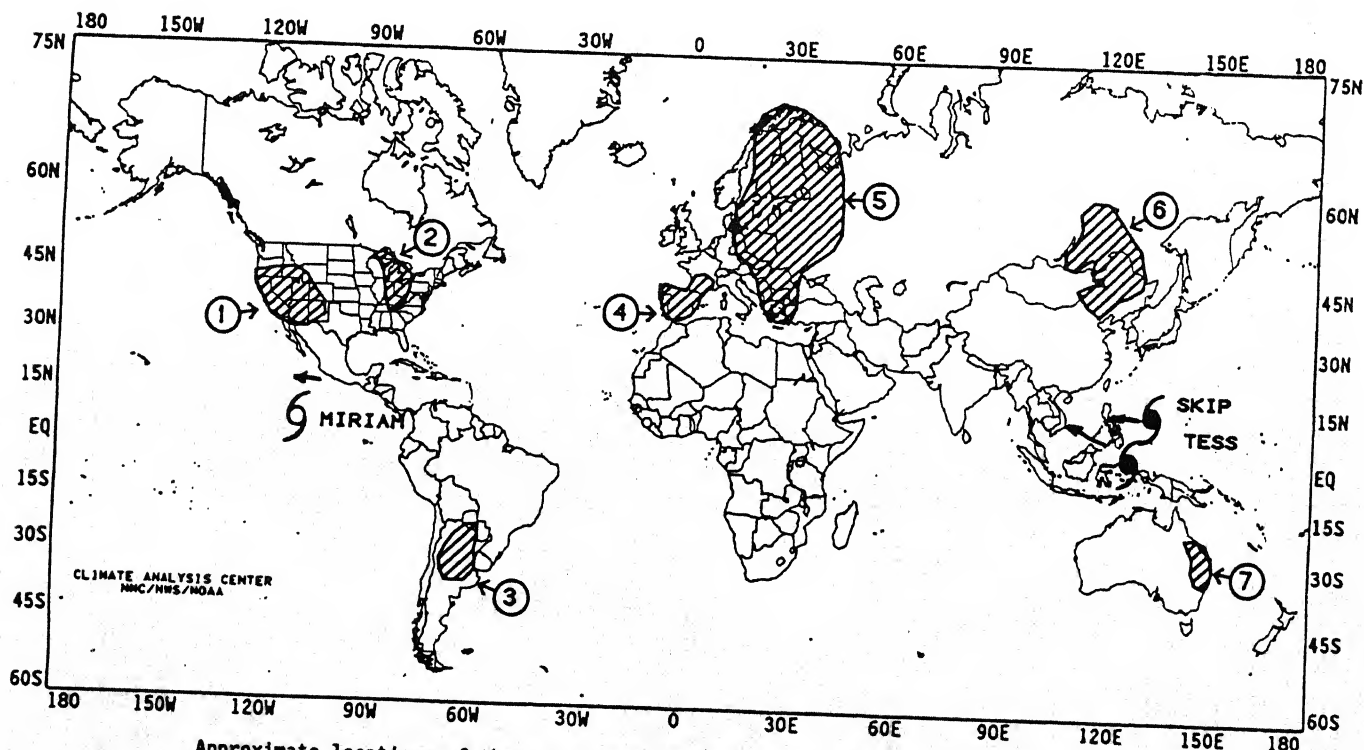 180 150W 120W 90W 60W 30W 0 30E 60E 90E 120E 150E 180
75N 75N
60N 60N
45N 45N
30N 30N
15N 15N
EQ EQ
15S 15S
30S 30S
45S 45S
60S 60S
1
2
3
4
5
6
7
MIRIAM
SKIP
TESS
CLIMATE ANALYSIS CENTER
NMC/NWS/NOAA
180 150W 120W 90W 60W 30W 0 30E 60E 90E 120E 150E 180
Approximate locations